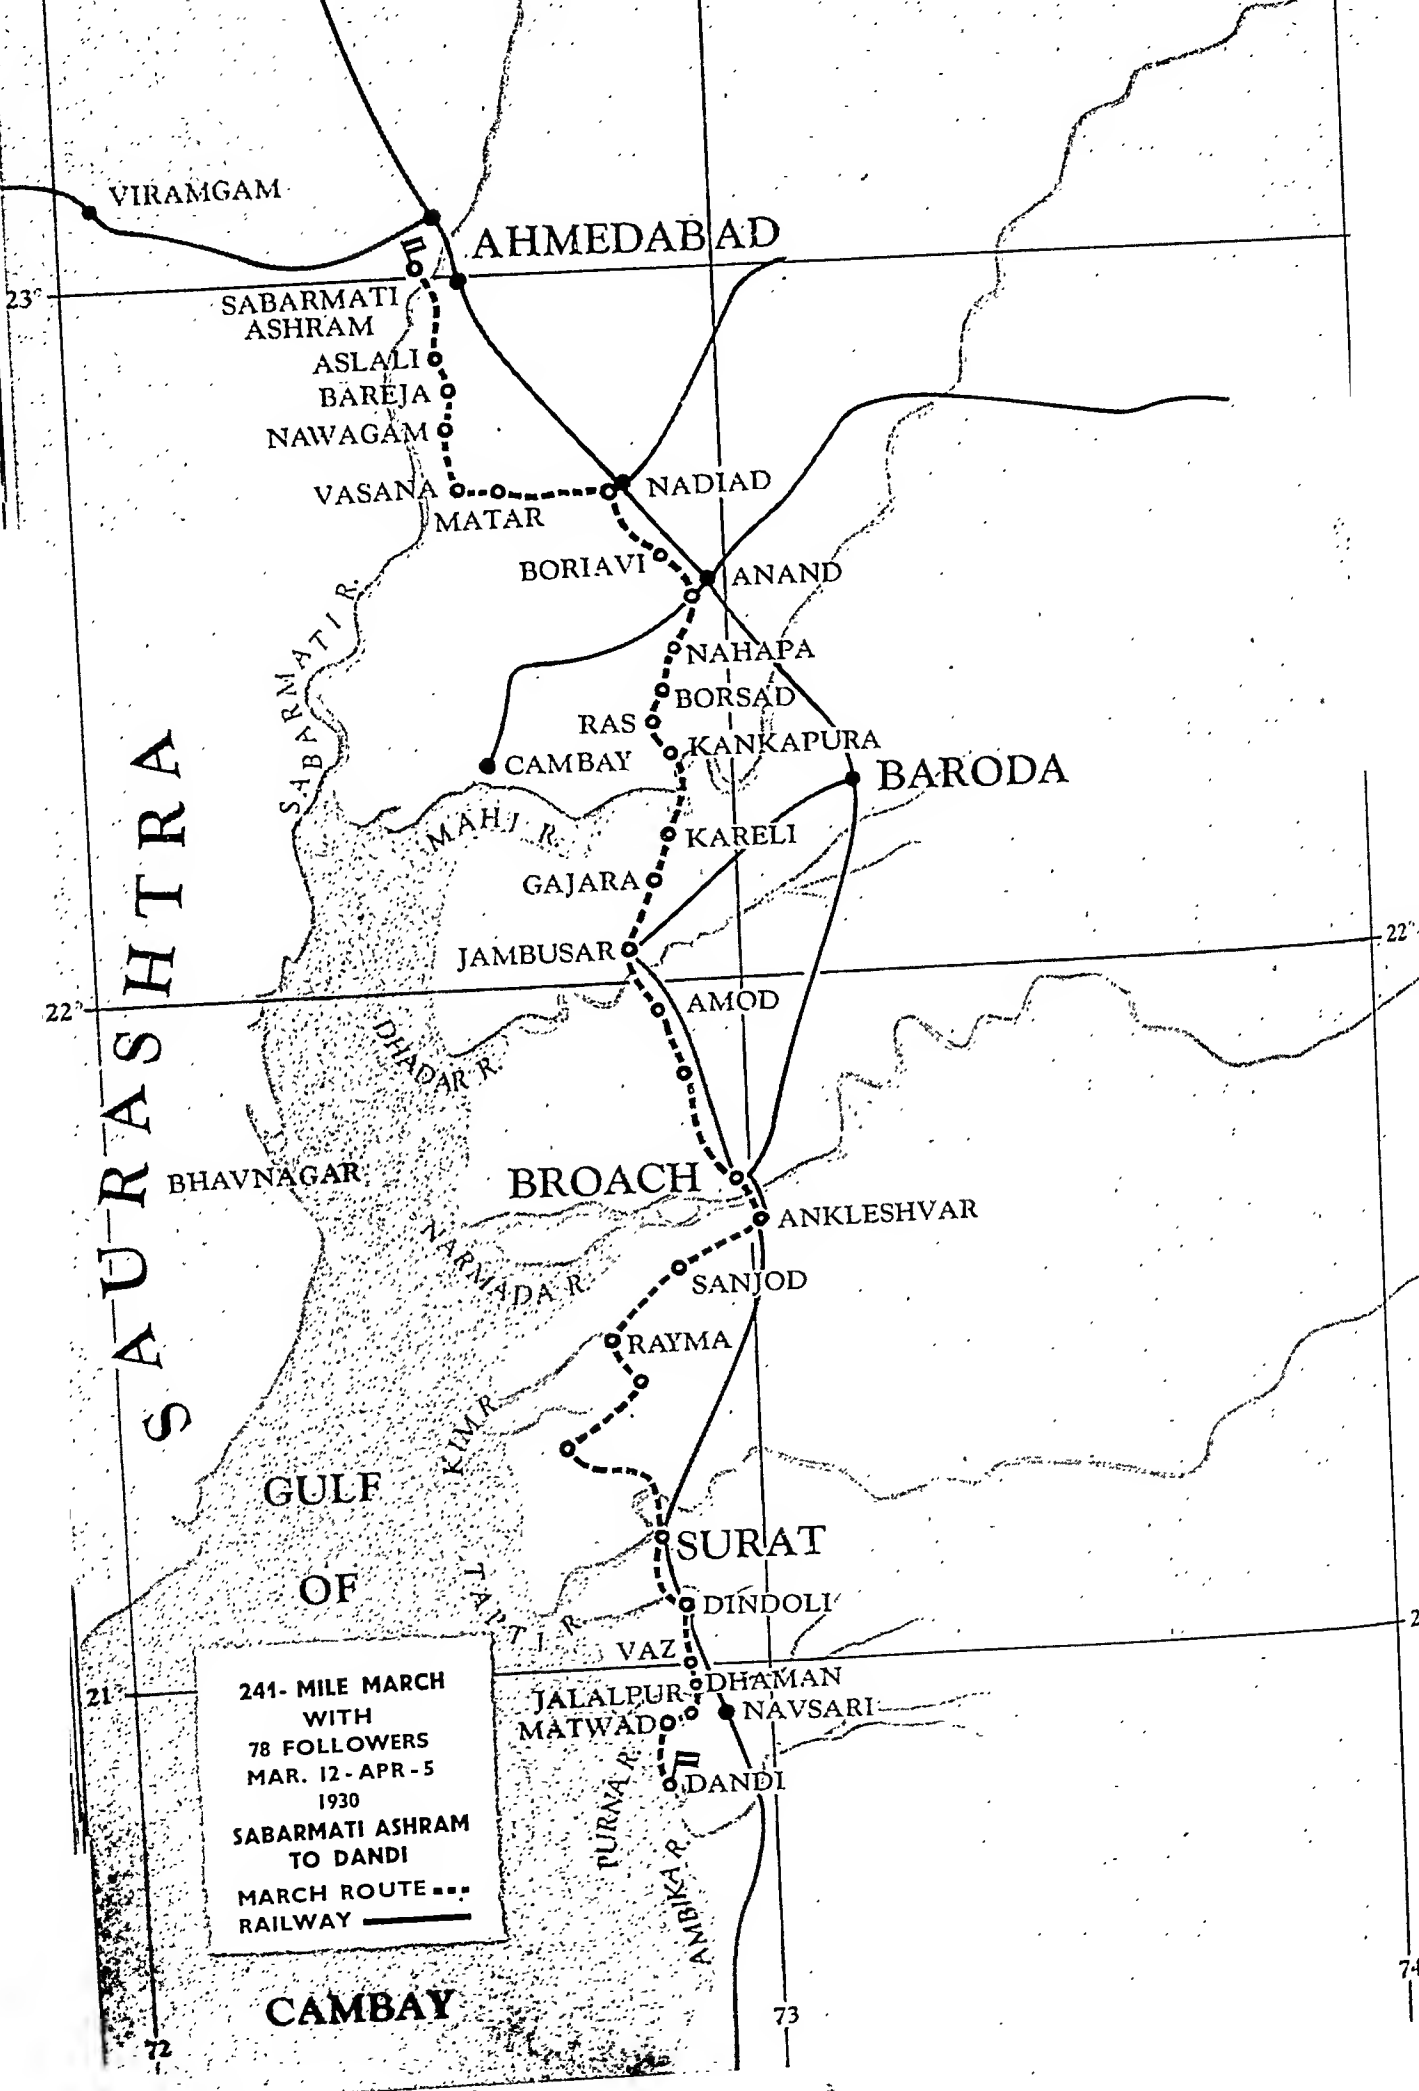 VIRAMGAM
AHMEDABAD
23°
SABARMATI
ASHRAM
ASLALI
BAREJA
NAWAGAM
VASANA
NADIAD
MATAR
BORIAVI
ANAND
SABARMATI R.
NAHAPA
BORSAD
RAS
KANKAPURA
CAMBAY
BARODA
MAHI R.
KARELI
GAJARA
SAURASHTRA
JAMBUSAR
22°
22°
AMOD
DHADAR R.
BHAVNAGAR
BROACH
ANKLESHVAR
NARMADA R.
SANJOD
RAYMA
KIM R.
GULF
OF
CAMBAY
SURAT
TAPTI R.
DINDOLI
VAZ
21°
DHAMAN
JALALPUR
NAVSARI
MATWAD
DANDI
PURNA R.
AMBIKA R.
241- MILE MARCH
WITH
78 FOLLOWERS
MAR. 12-APR-5
1930
SABARMATI ASHRAM
TO DANDI
MARCH ROUTE
RAILWAY
72
73
74